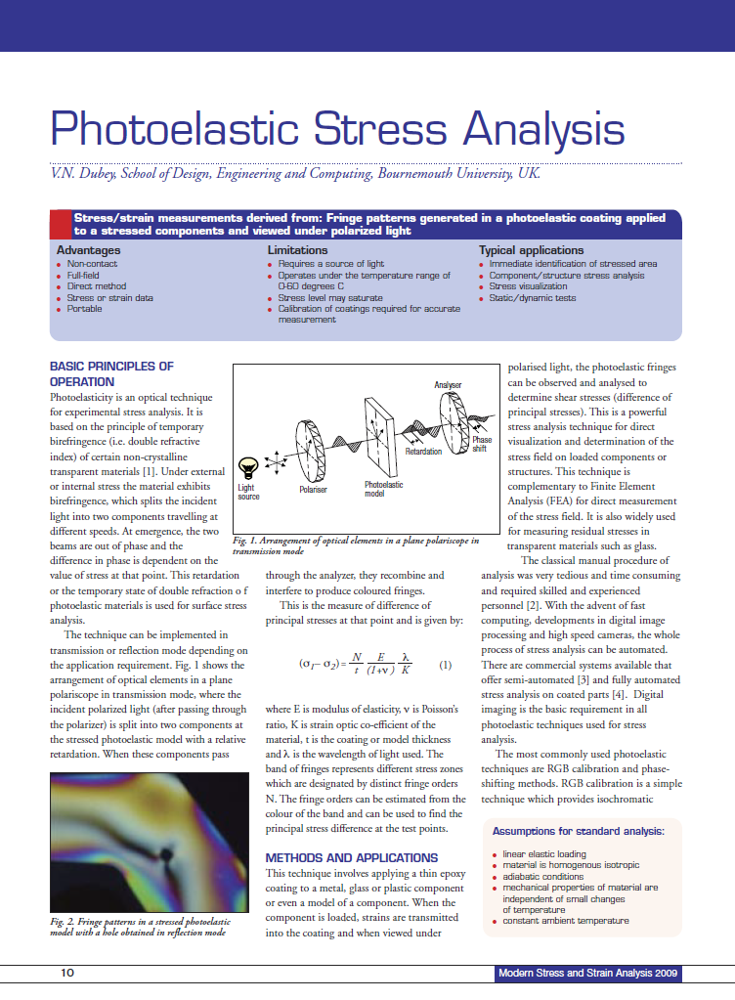 Photoelastic Stress Analysis
V.N. Dubey, School of Design, Engineering and Computing, Bournemouth University, UK.
Stress/strain measurements derived from: Fringe patterns generated in a photoelastic coating applied
to a stressed components and viewed under polarized light
Advantages
• Non-contact
• Full-field
• Direct method
• Stress or strain data
• Portable
Limitations
• Requires a source of light
• Operates under the temperature range of
0-60 degrees C
• Stress level may saturate
• Calibration of coatings required for accurate
measurement
Typical applications
• Immediate identification of stressed area
• Component/structure stress analysis
• Stress visualization
• Static/dynamic tests
BASIC PRINCIPLES OF
OPERATION
Photoelasticity is an optical technique
for experimental stress analysis. It is
based on the principle of temporary
birefringence (i.e. double refractive
index) of certain non-crystalline
transparent materials [1]. Under external
or internal stress the material exhibits
birefringence, which splits the incident
light into two components travelling at
different speeds. At emergence, the two
beams are out of phase and the
difference in phase is dependent on the
value of stress at that point. This retardation
or the temporary state of double refraction o f
photoelastic materials is used for surface stress
analysis.
The technique can be implemented in
transmission or reflection mode depending on
the application requirement. Fig. 1 shows the
arrangement of optical elements in a plane
polariscope in transmission mode, where the
incident polarized light (after passing through
the polarizer) is split into two components at
the stressed photoelastic model with a relative
retardation. When these components pass
Fig. 2. Fringe patterns in a stressed photoelastic
model with a hole obtained in reflection mode
Light
source
Polariser
Photoelastic
model
Retardation
Analyser
Phase
shift
Fig. 1. Arrangement of optical elements in a plane polariscope in
transmission mode
through the analyzer, they recombine and
interfere to produce coloured fringes.
This is the measure of difference of
principal stresses at that point and is given by:
(σ1– σ2)= N/t E/(1+ν) λ/K (1)
where E is modulus of elasticity, ν is Poisson's
ratio, K is strain optic co-efficient of the
material, t is the coating or model thickness
and λ is the wavelength of light used. The
band of fringes represents different stress zones
which are designated by distinct fringe orders
N. The fringe orders can be estimated from the
colour of the band and can be used to find the
principal stress difference at the test points.
METHODS AND APPLICATIONS
This technique involves applying a thin epoxy
coating to a metal, glass or plastic component
or even a model of a component. When the
component is loaded, strains are transmitted
into the coating and when viewed under
polarised light, the photoelastic fringes
can be observed and analysed to
determine shear stresses (difference of
principal stresses). This is a powerful
stress analysis technique for direct
visualization and determination of the
stress field on loaded components or
structures. This technique is
complementary to Finite Element
Analysis (FEA) for direct measurement
of the stress field. It is also widely used
for measuring residual stresses in
transparent materials such as glass.
The classical manual procedure of
analysis was very tedious and time consuming
and required skilled and experienced
personnel [2]. With the advent of fast
computing, developments in digital image
processing and high speed cameras, the whole
process of stress analysis can be automated.
There are commercial systems available that
offer semi-automated [3] and fully automated
stress analysis on coated parts [4]. Digital
imaging is the basic requirement in all
photoelastic techniques used for stress
analysis.
The most commonly used photoelastic
techniques are RGB calibration and phase-
shifting methods. RGB calibration is a simple
technique which provides isochromatic
Assumptions for standard analysis:
• linear elastic loading
• material is homogenous isotropic
• adiabatic conditions
• mechanical properties of material are
independent of small changes
of temperature
• constant ambient temperature
10
Modern Stress and Strain Analysis 2009